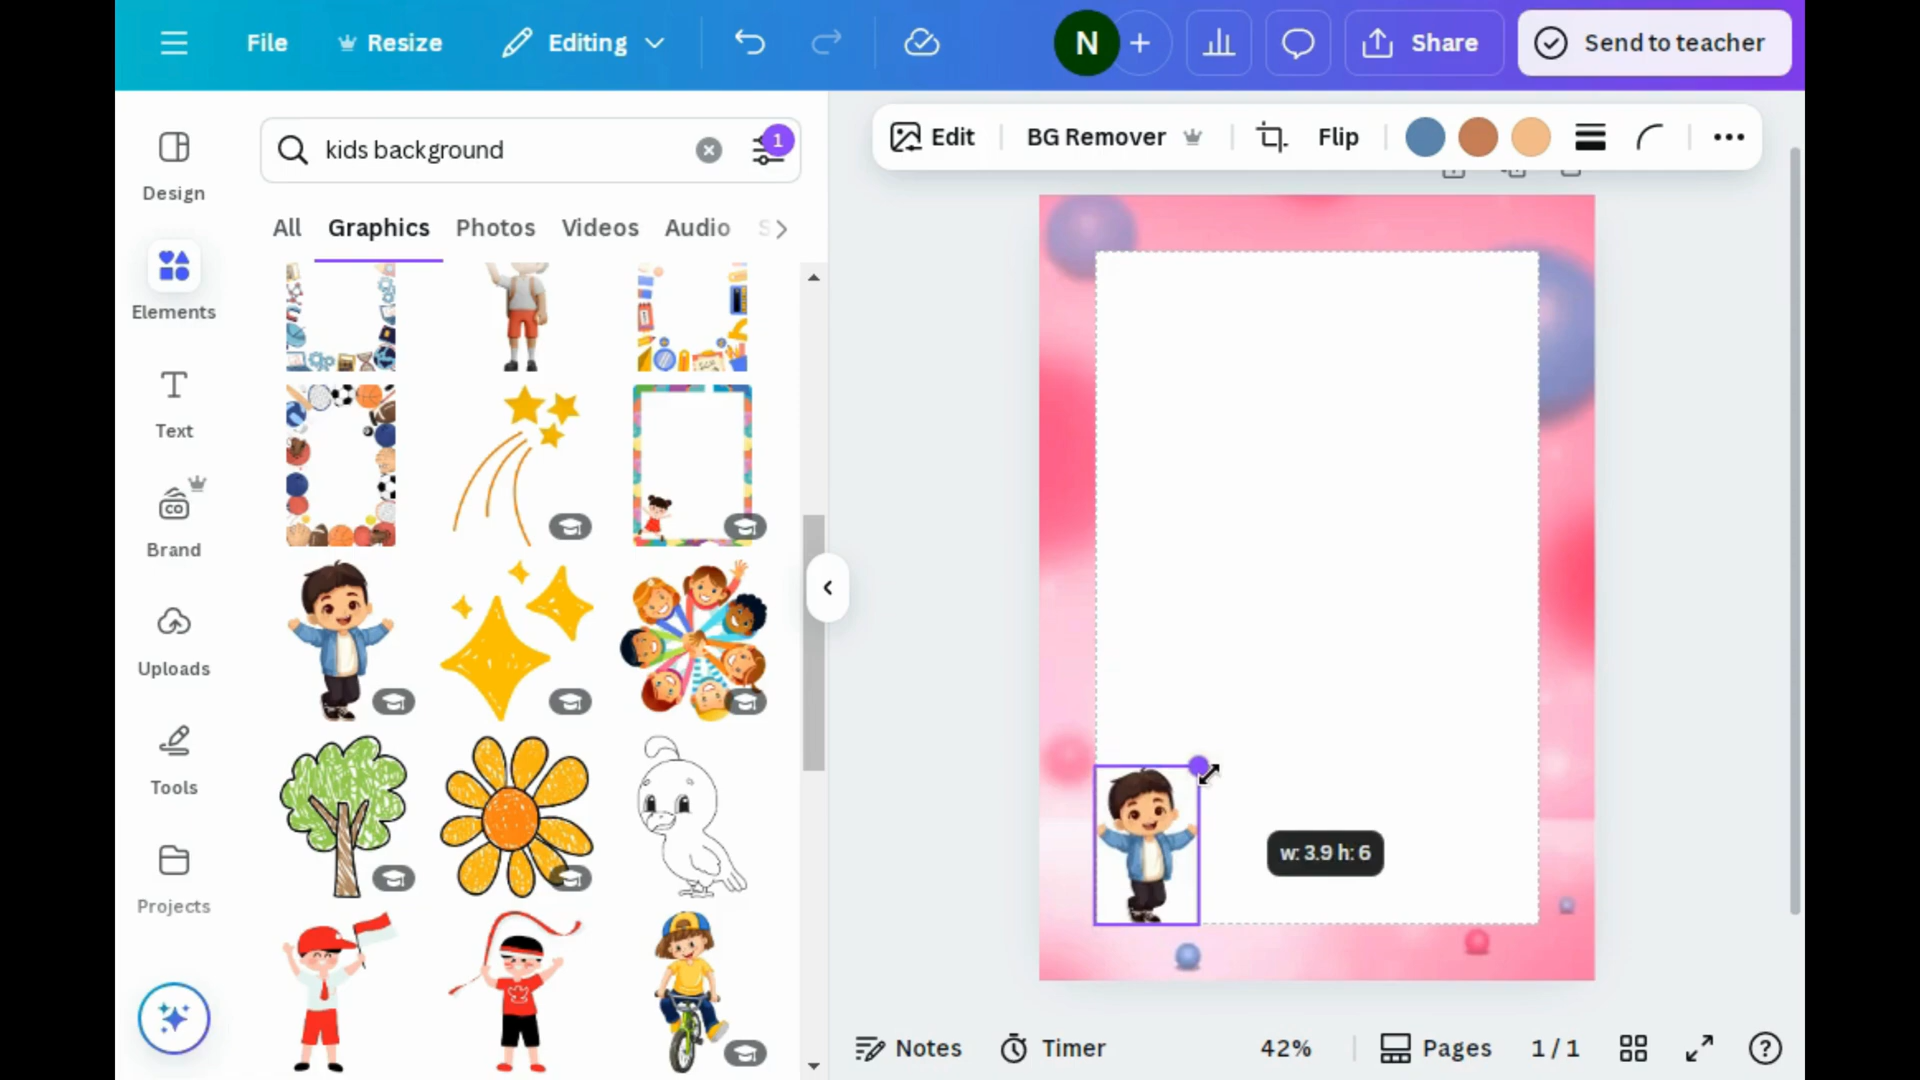 File Resize Editing N + Share Send to teacher
kids background 1
Edit BG Remover Flip
Design
All Graphics Photos Videos Audio S
Elements
Text
CO
Brand
Uploads
Tools
Projects
w: 3.9 h: 6
Notes Timer 42% Pages 1 / 1 ?